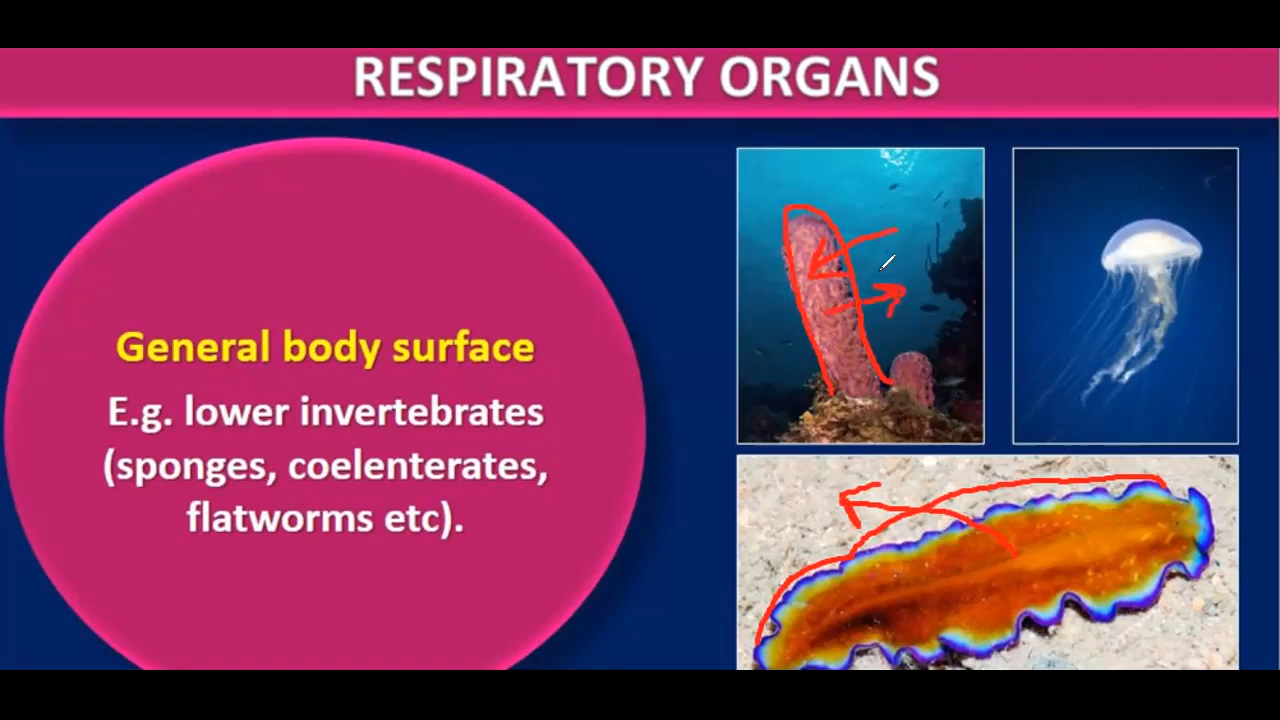 RESPIRATORY ORGANS
General body surface
E.g. lower invertebrates
(sponges, coelenterates,
flatworms etc).